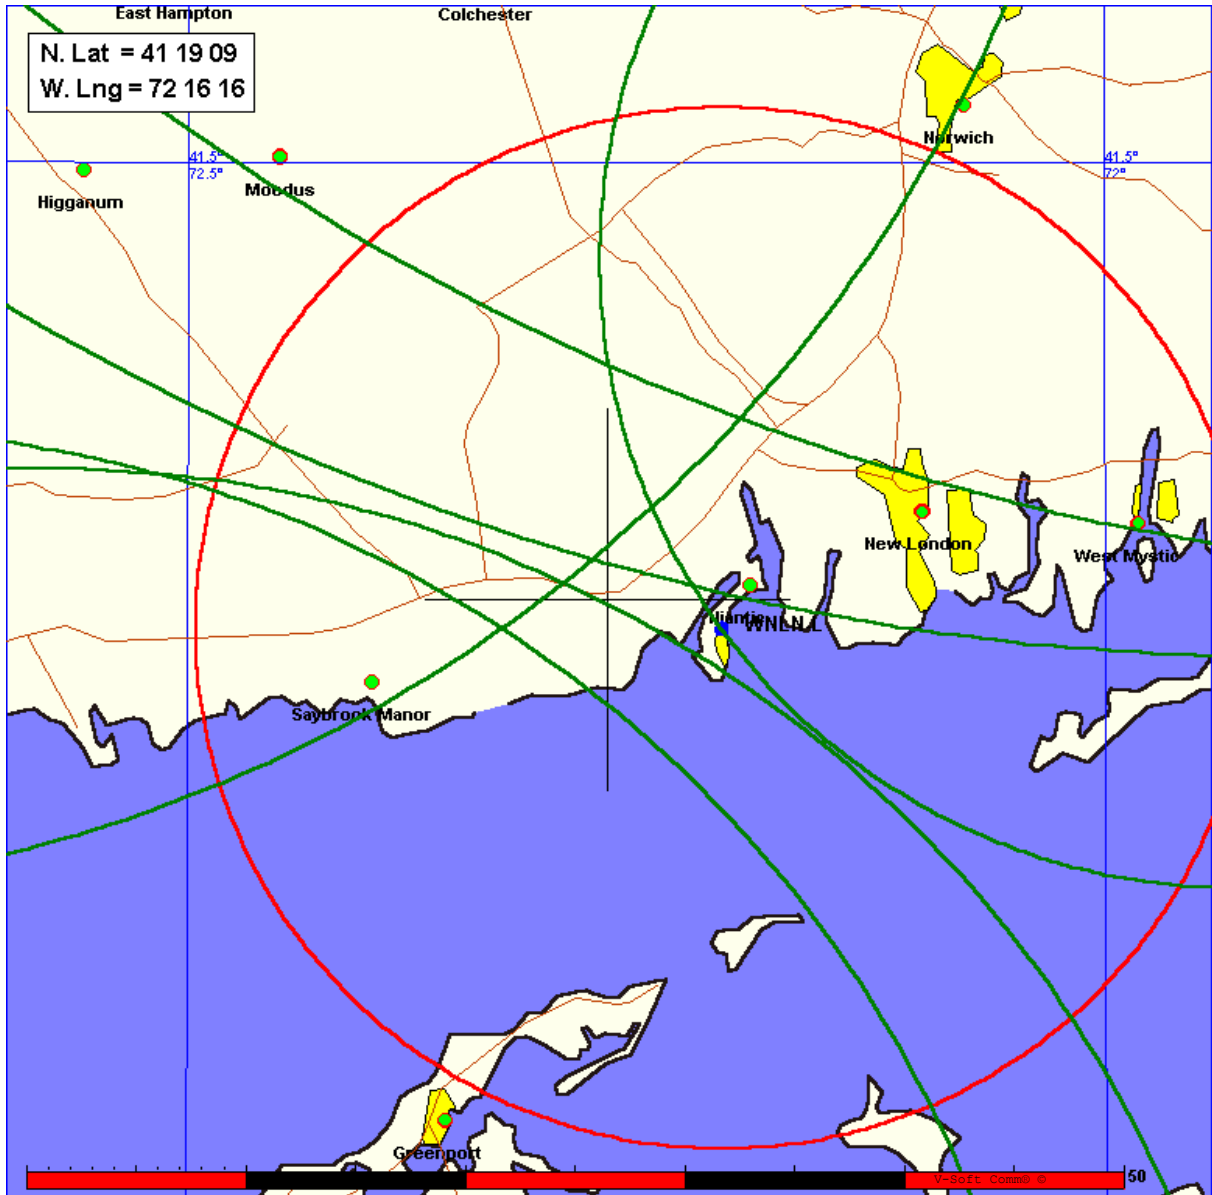 East Hampton
Colchester
N. Lat = 41 19 09
W. Lng = 72 16 16
Norwich
41.5°
72.5°
41.5°
72°
Moodus
Higganum
New London
West Mystic
Niantic
WNLN.L
Saybrook Manor
Greenport
V-Soft Comm® ©
50